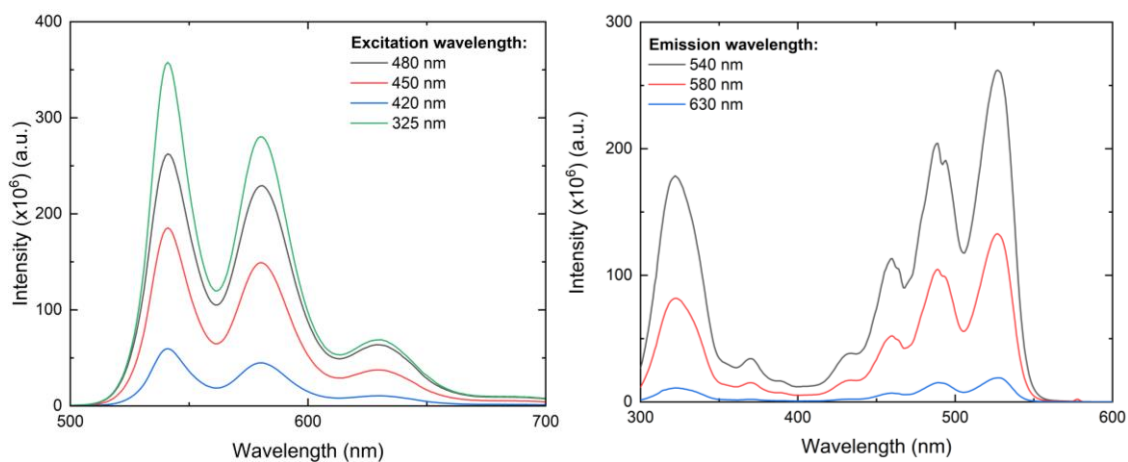 400
300
200
100
0
500
600
700
Intensity (x10⁶) (a.u.)
Wavelength (nm)
Excitation wavelength:
480 nm
450 nm
420 nm
325 nm
300
200
100
0
300
400
500
600
Intensity (x10⁶) (a.u.)
Wavelength (nm)
Emission wavelength:
540 nm
580 nm
630 nm